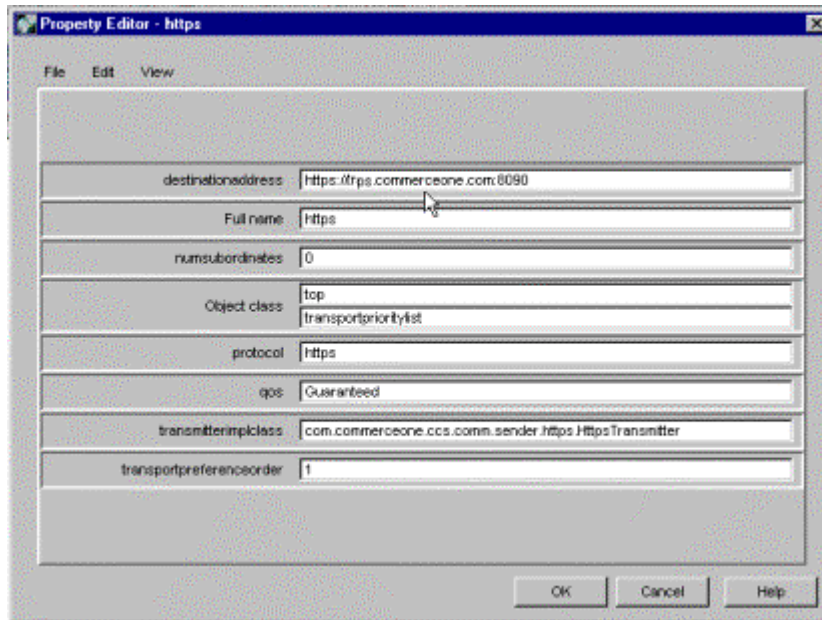 Property Editor - https
File Edit View
destinationaddress https://trps.commerceone.com:8090
Full name https
numsubordinates 0
Object class top
transportprioritylist
protocol https
qos Guaranteed
transmitterimplclass com.commerceone.ccs.comm.sender.https.HttpsTransmitter
transportpreferenceorder 1
OK Cancel Help